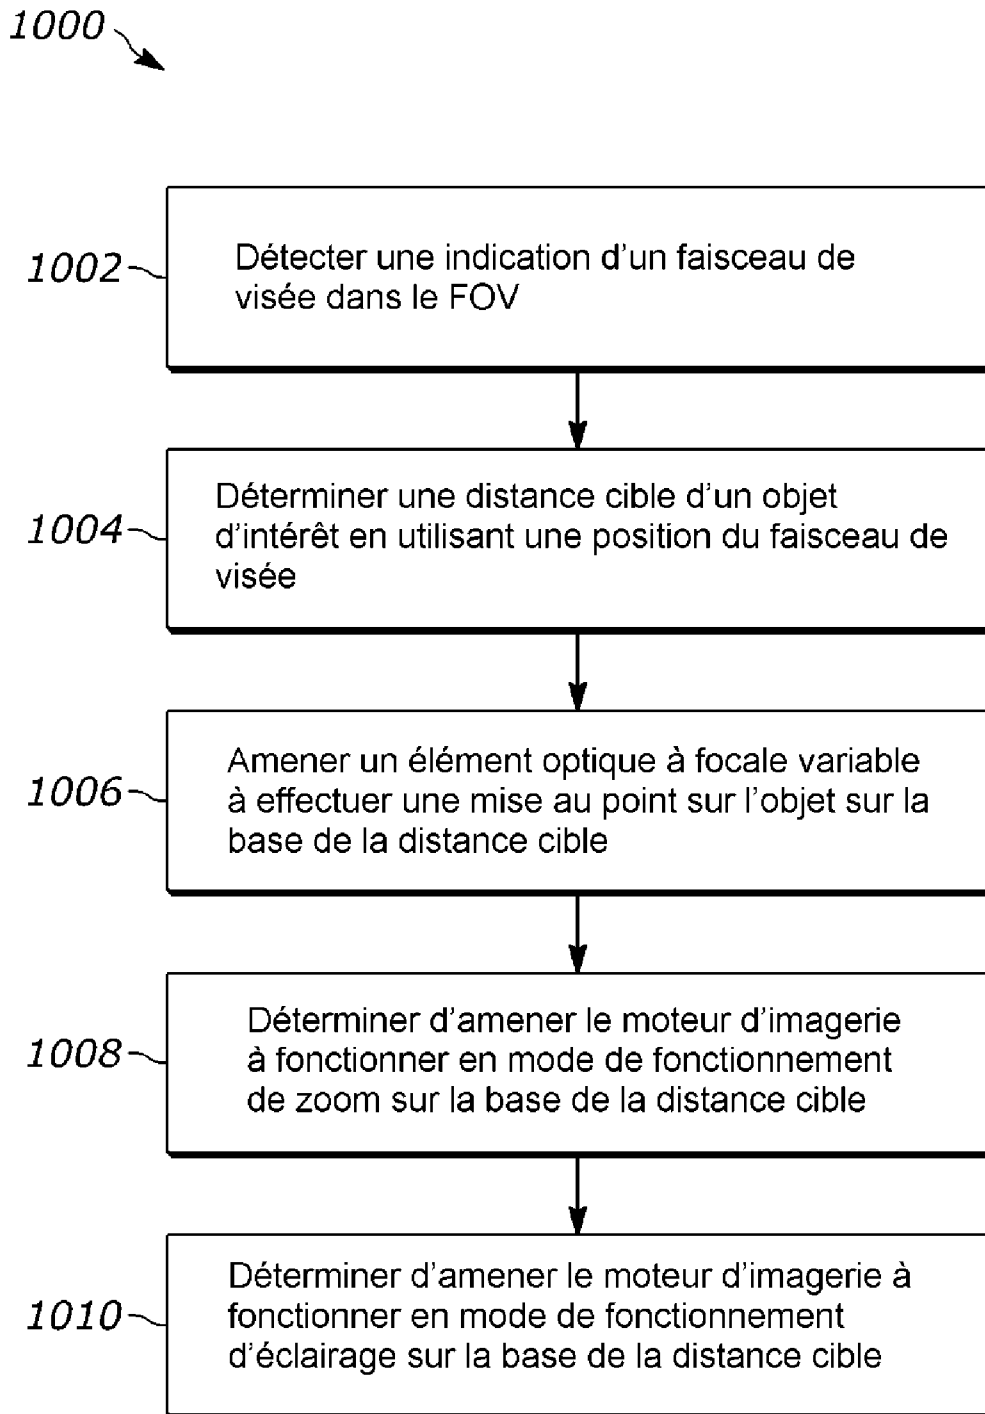 1000
1002
Détecter une indication d'un faisceau de
visée dans le FOV
1004
Déterminer une distance cible d'un objet
d'intérêt en utilisant une position du faisceau de
visée
1006
Amener un élément optique à focale variable
à effectuer une mise au point sur l'objet sur la
base de la distance cible
1008
Déterminer d'amener le moteur d'imagerie
à fonctionner en mode de fonctionnement
de zoom sur la base de la distance cible
1010
Déterminer d'amener le moteur d'imagerie à
fonctionner en mode de fonctionnement
d'éclairage sur la base de la distance cible